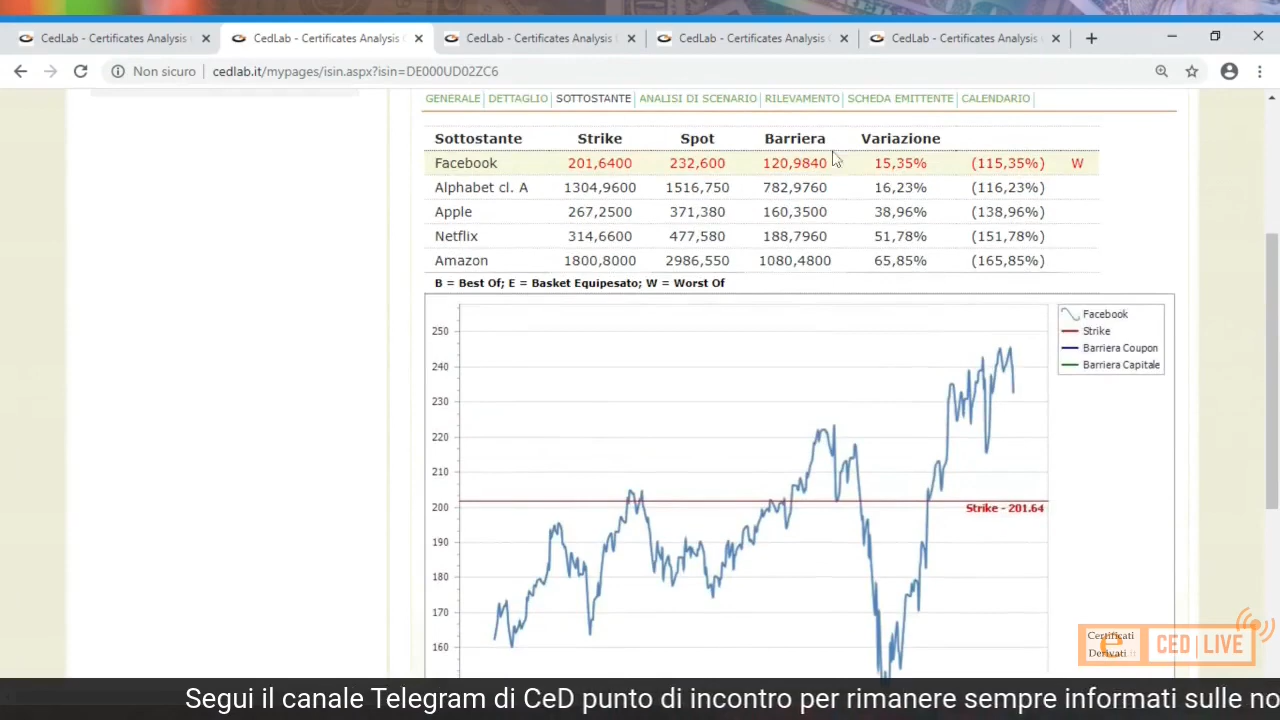 CedLab - Certificates Analysis CedLab - Certificates Analysis CedLab - Certificates Analysis CedLab - Certificates Analysis CedLab - Certificates Analysis
Non sicuro cedlab.it/mypages/isin.aspx?isin=DE000UD02ZC6
GENERALE DETTAGLIO SOTTOSTANTE ANALISI DI SCENARIO RILEVAMENTO SCHEDA EMITTENTE CALENDARIO
Sottostante Strike Spot Barriera Variazione
Facebook 201,6400 232,600 120,9840 15,35% (115,35%) W
Alphabet cl. A 1304,9600 1516,750 782,9760 16,23% (116,23%)
Apple 267,2500 371,380 160,3500 38,96% (138,96%)
Netflix 314,6600 477,580 188,7960 51,78% (151,78%)
Amazon 1800,8000 2986,550 1080,4800 65,85% (165,85%)
B = Best Of; E = Basket Equipesato; W = Worst Of
Facebook
Strike
Barriera Coupon
Barriera Capitale
250
240
230
220
210
200
190
180
170
160
Strike - 201.64
Certificati
Derivati.it
CED|LIVE
Segui il canale Telegram di CeD punto di incontro per rimanere sempre informati sulle no